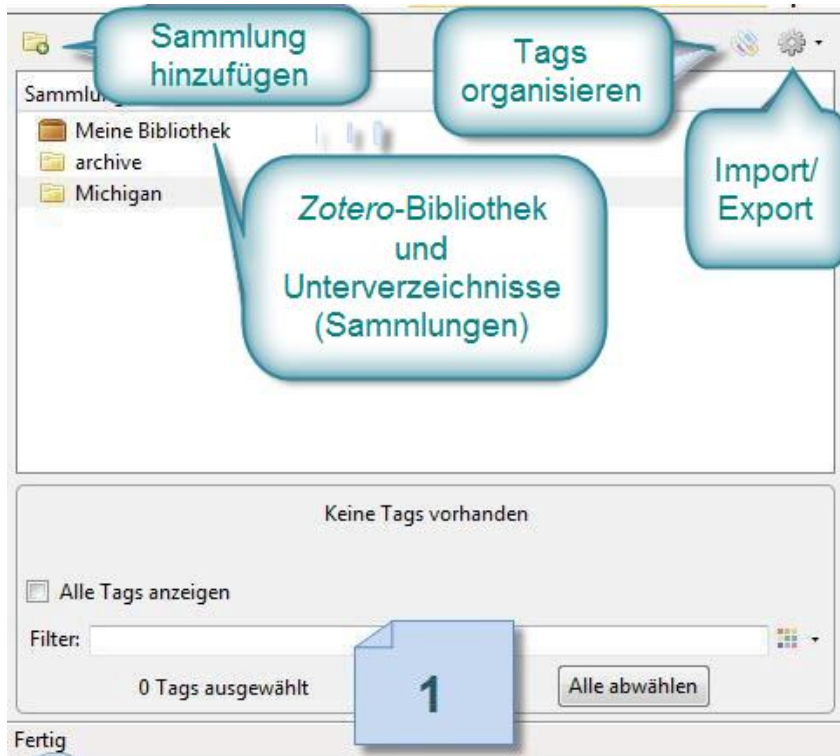 Sammlung
hinzufügen
Tags
organisieren
Import/
Export
Meine Bibliothek
archive
Michigan
Zotero-Bibliothek
und
Unterverzeichnisse
(Sammlungen)
Keine Tags vorhanden
Alle Tags anzeigen
Filter:
0 Tags ausgewählt
1
Alle abwählen
Fertig